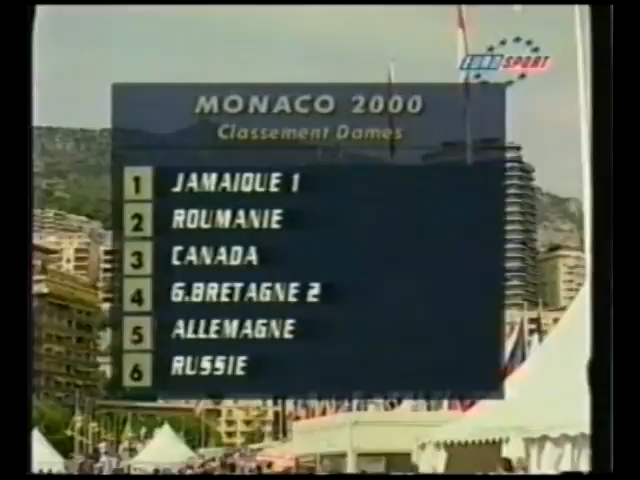 EUROSPORT
MONACO 2000
Classement Dames
1 JAMAIQUE 1
2 ROUMANIE
3 CANADA
4 G.BRETAGNE 2
5 ALLEMAGNE
6 RUSSIE